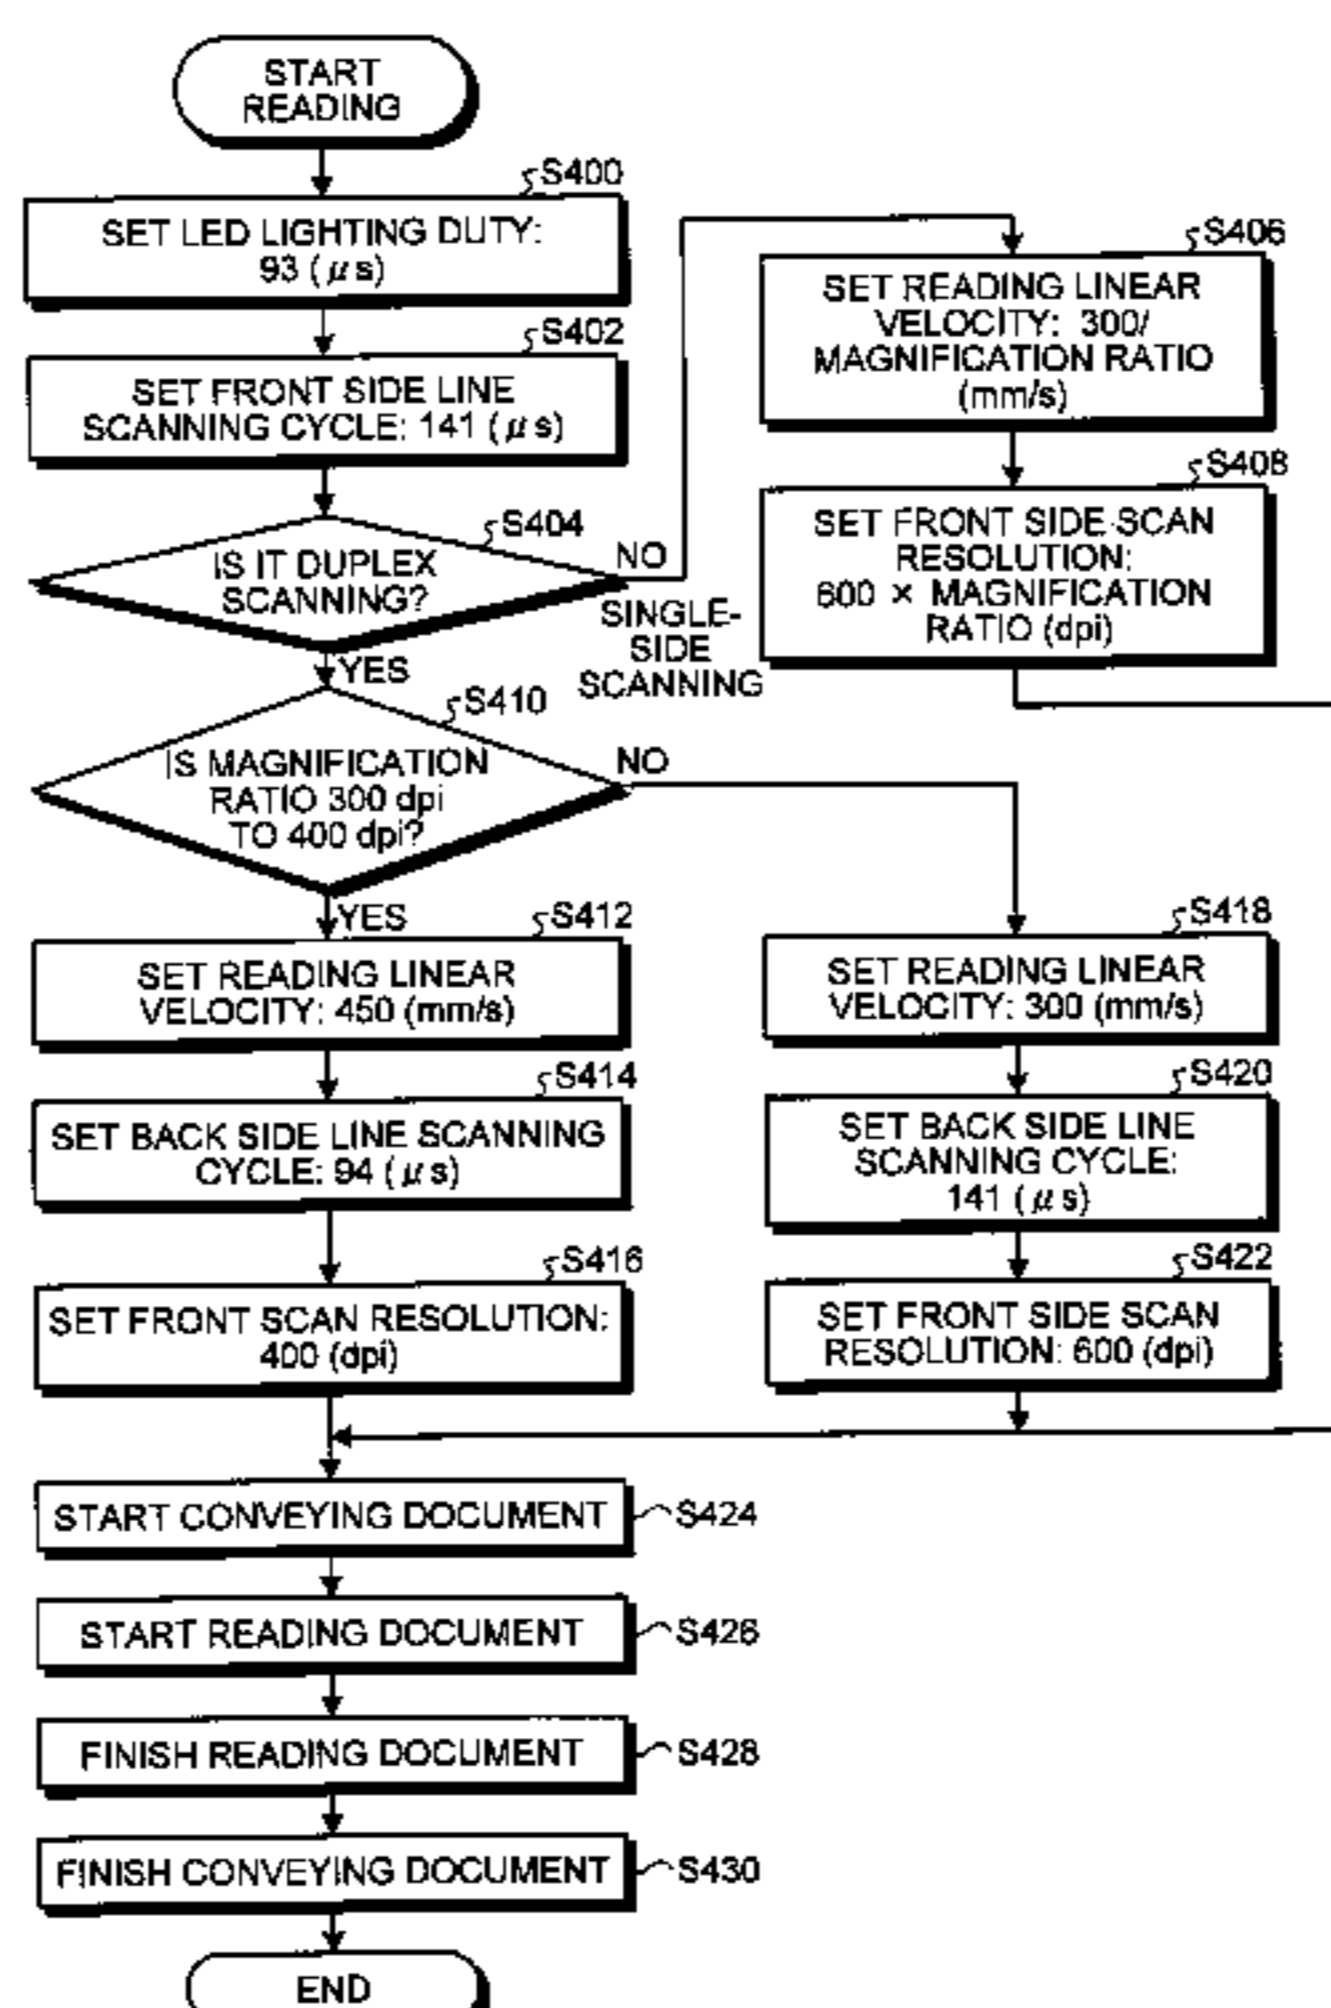 START
READING
S400
SET LED LIGHTING DUTY:
93 (μs)
S402
SET FRONT SIDE LINE
SCANNING CYCLE: 141 (μs)
S404
IS IT DUPLEX
SCANNING?
NO
SINGLE-
SIDE
SCANNING
YES
S406
SET READING LINEAR
VELOCITY: 300/
MAGNIFICATION RATIO
(mm/s)
S408
SET FRONT SIDE SCAN
RESOLUTION:
600 × MAGNIFICATION
RATIO (dpi)
S410
IS MAGNIFICATION
RATIO 300 dpi
TO 400 dpi?
NO
YES
S412
SET READING LINEAR
VELOCITY: 450 (mm/s)
S414
SET BACK SIDE LINE SCANNING
CYCLE: 94 (μs)
S416
SET FRONT SCAN RESOLUTION:
400 (dpi)
S418
SET READING LINEAR
VELOCITY: 300 (mm/s)
S420
SET BACK SIDE LINE
SCANNING CYCLE:
141 (μs)
S422
SET FRONT SIDE SCAN
RESOLUTION: 600 (dpi)
START CONVEYING DOCUMENT
S424
START READING DOCUMENT
S426
FINISH READING DOCUMENT
S428
FINISH CONVEYING DOCUMENT
S430
END